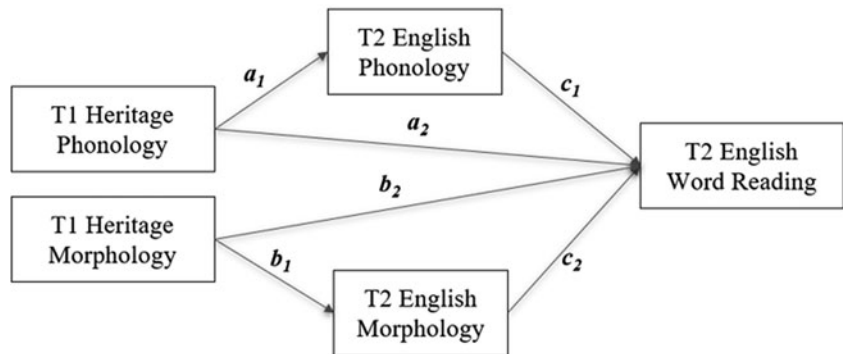 T2 English
Phonology
a1
c1
T1 Heritage
Phonology
a2
T2 English
Word Reading
b2
T1 Heritage
Morphology
b1
c2
T2 English
Morphology